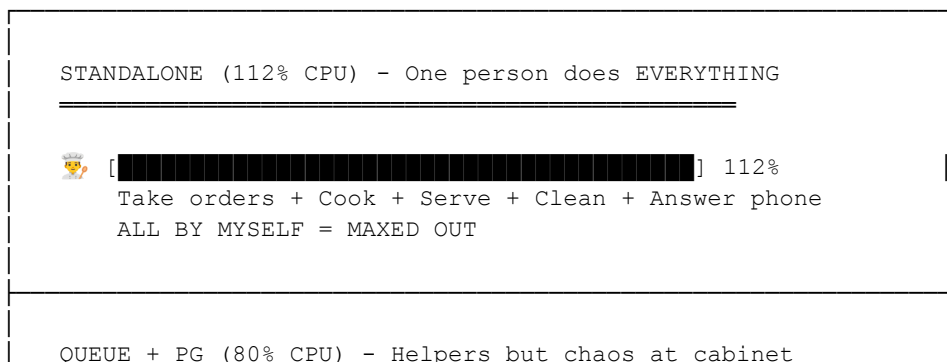 STANDALONE (112% CPU) - One person does EVERYTHING
[████████████████████████████████████████] 112%
Take orders + Cook + Serve + Clean + Answer phone
ALL BY MYSELF = MAXED OUT
QUEUE + PG (80% CPU) - Helpers but chaos at cabinet